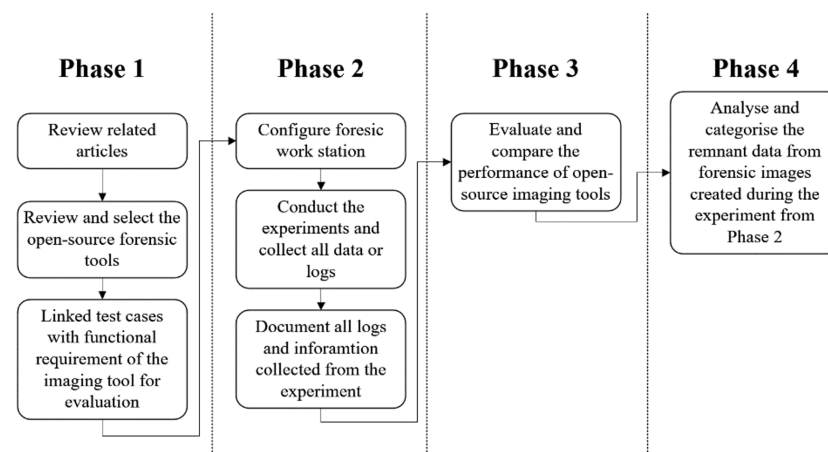 Phase 1
Review related
articles
Review and select the
open-source forensic
tools
Linked test cases
with functional
requirement of the
imaging tool for
evaluation
Phase 2
Configure foresic
work station
Conduct the
experiments and
collect all data or
logs
Document all logs
and inforamtion
collected from the
experiment
Phase 3
Evaluate and
compare the
performance of open-
source imaging tools
Phase 4
Analyse and
categorise the
remnant data from
forensic images
created during the
experiment from
Phase 2